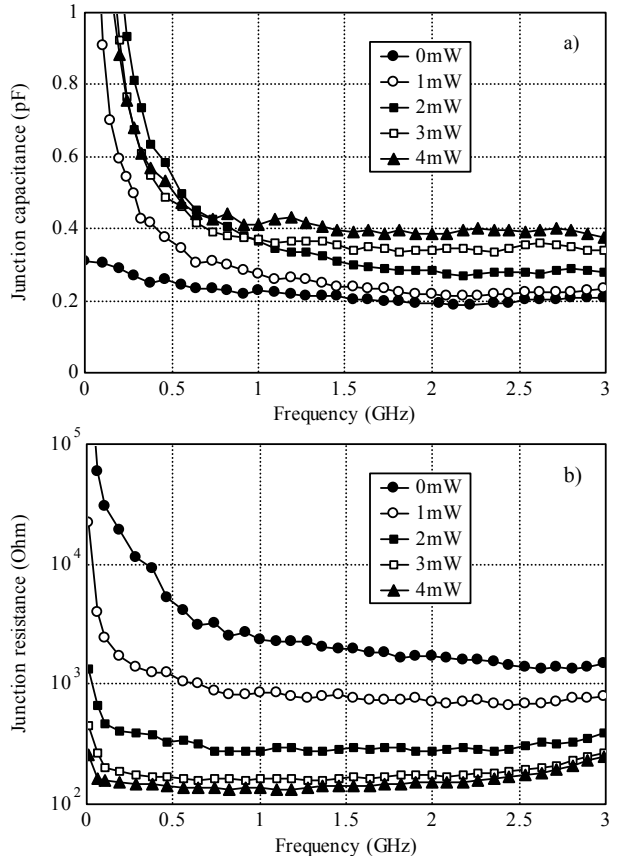 1
a)
0mW
1mW
2mW
3mW
4mW
0.8
0.6
0.4
0.2
0
Junction capacitance (pF)
0 0.5 1 1.5 2 2.5 3
Frequency (GHz)
10^5
b)
0mW
1mW
2mW
3mW
4mW
10^4
10^3
10^2
Junction resistance (Ohm)
0 0.5 1 1.5 2 2.5 3
Frequency (GHz)